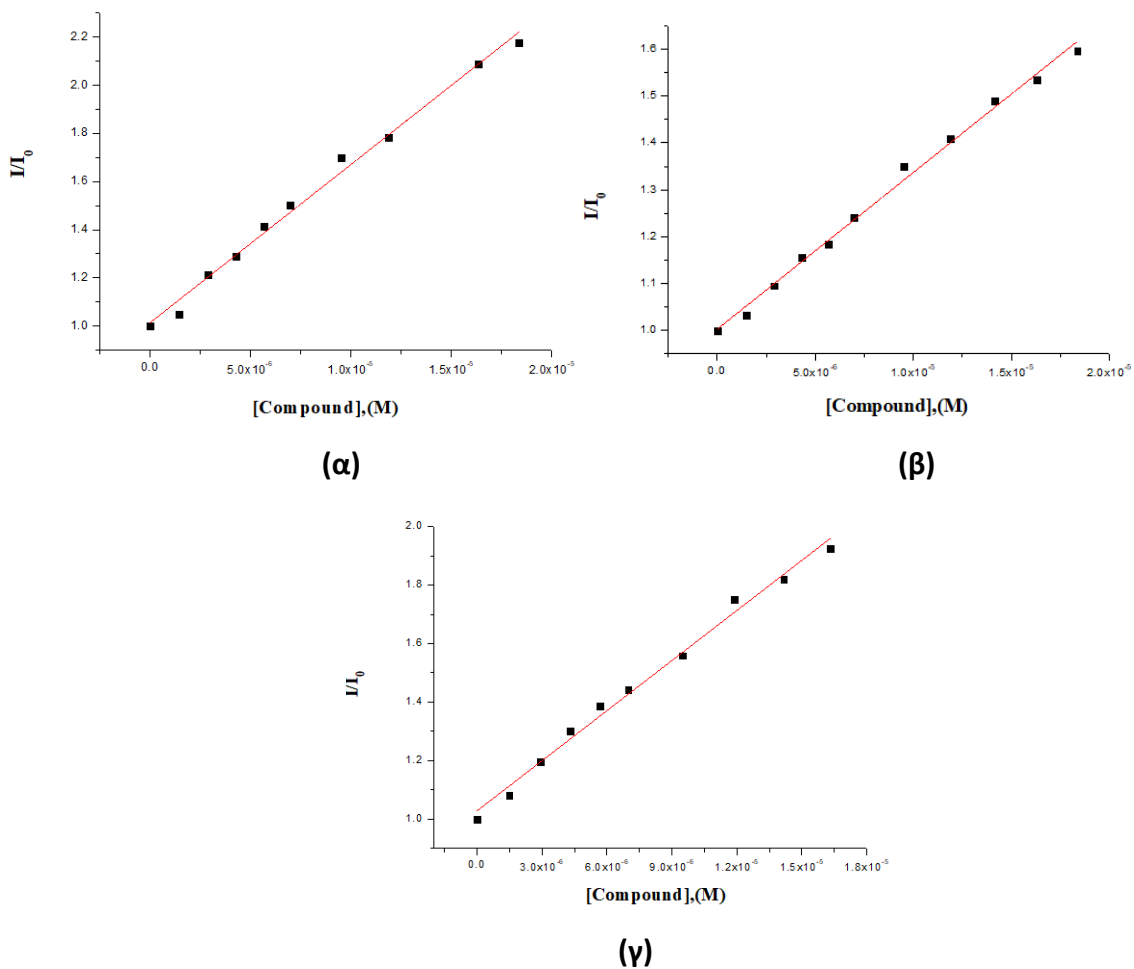 I/I₀
2.2
2.0
1.8
1.6
1.4
1.2
1.0
0.0
5.0x10⁻⁶
1.0x10⁻⁵
1.5x10⁻⁵
2.0x10⁻⁵
[Compound],(M)
(α)
I/I₀
1.6
1.5
1.4
1.3
1.2
1.1
1.0
0.0
5.0x10⁻⁶
1.0x10⁻⁵
1.5x10⁻⁵
2.0x10⁻⁵
[Compound],(M)
(β)
I/I₀
2.0
1.8
1.6
1.4
1.2
1.0
0.0
3.0x10⁻⁶
6.0x10⁻⁶
9.0x10⁻⁶
1.2x10⁻⁵
1.5x10⁻⁵
1.8x10⁻⁵
[Compound],(M)
(γ)